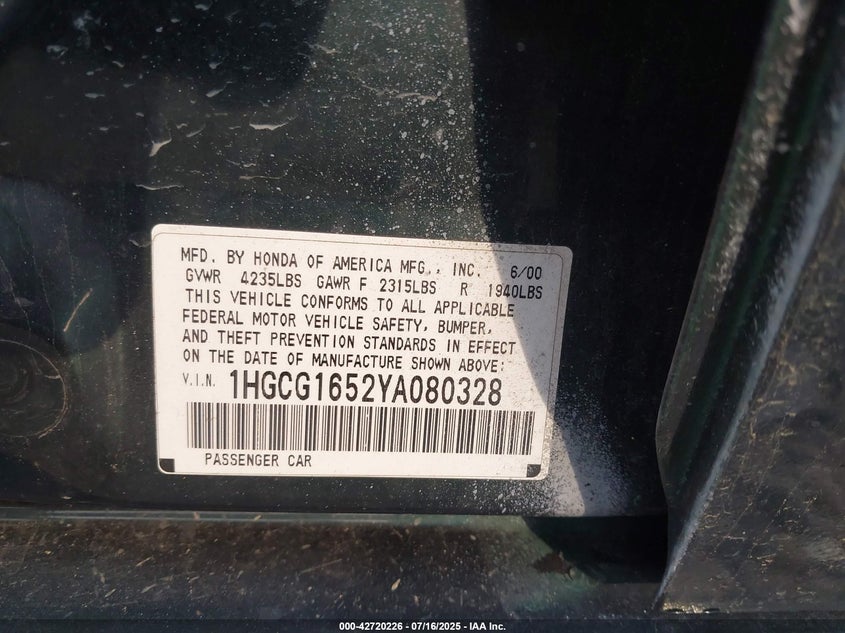 MFD. BY HONDA OF AMERICA MFG., INC. 6/00
GVWR 4235LBS GAWR F 2315LBS R 1940LBS
THIS VEHICLE CONFORMS TO ALL APPLICABLE
FEDERAL MOTOR VEHICLE SAFETY, BUMPER,
AND THEFT PREVENTION STANDARDS IN EFFECT
ON THE DATE OF MANUFACTURE SHOWN ABOVE:
V.I.N. 1HGCG1652YA080328
PASSENGER CAR
000-42720226 - 07/16/2025 - IAA Inc.